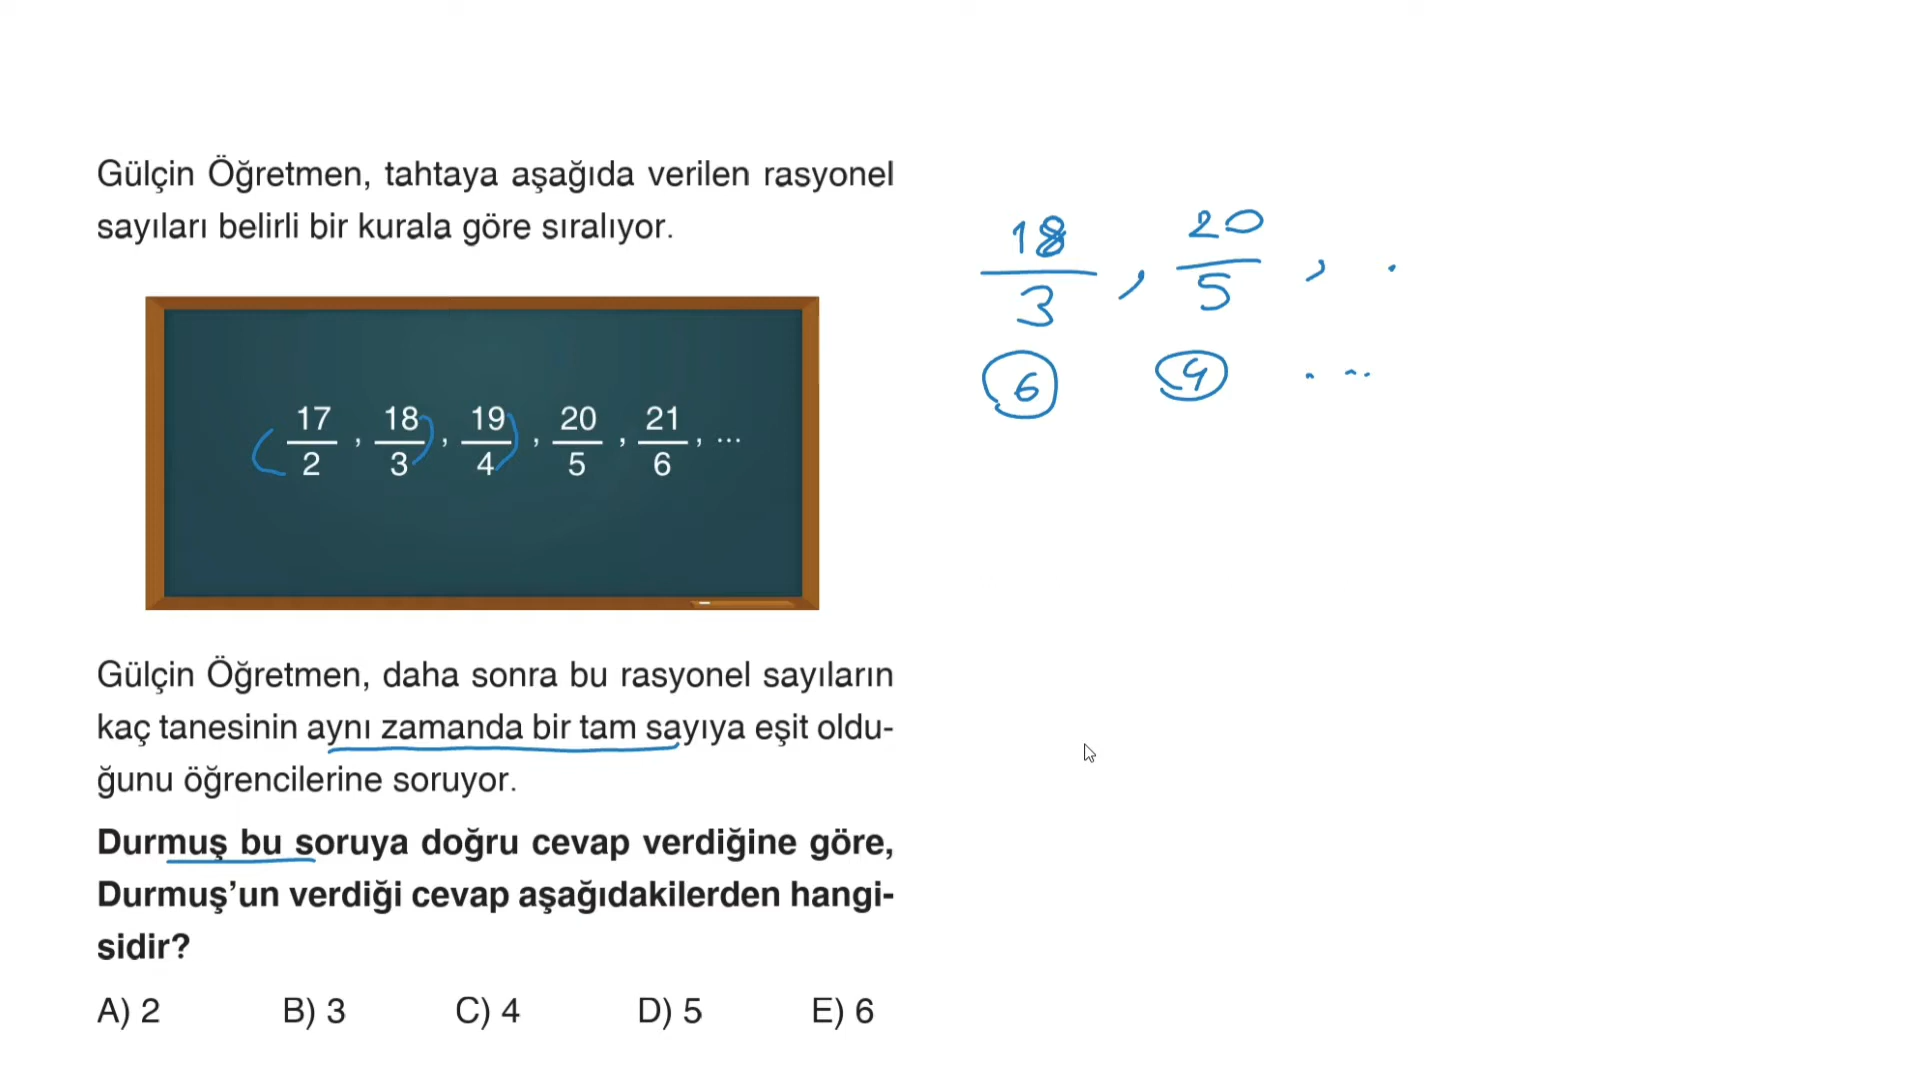 Gülçin Öğretmen, tahtaya aşağıda verilen rasyonel
sayıları belirli bir kurala göre sıralıyor.
17/2 , 18/3 , 19/4 , 20/5 , 21/6 , ...
Gülçin Öğretmen, daha sonra bu rasyonel sayıların
kaç tanesinin aynı zamanda bir tam sayıya eşit oldu-
ğunu öğrencilerine soruyor.
Durmuş bu soruya doğru cevap verdiğine göre,
Durmuş'un verdiği cevap aşağıdakilerden hangi-
sidir?
A) 2 B) 3 C) 4 D) 5 E) 6
18/3 , 20/5 , .
6 4 ...